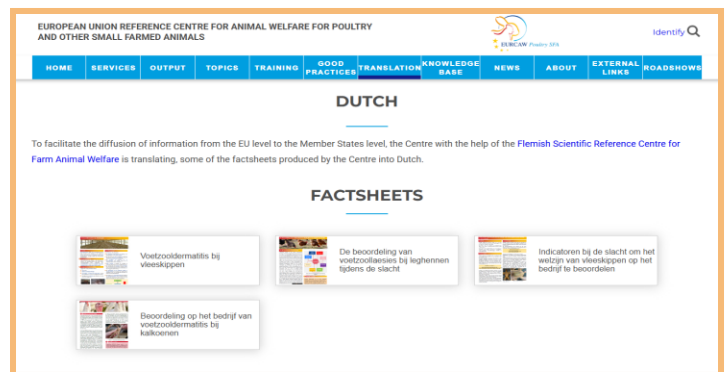 EUROPEAN UNION REFERENCE CENTRE FOR ANIMAL WELFARE FOR POULTRY
AND OTHER SMALL FARMED ANIMALS
EURCAW Poultry SFA
Identify
HOME SERVICES OUTPUT TOPICS TRAINING GOOD PRACTICES TRANSLATION KNOWLEDGE BASE NEWS ABOUT EXTERNAL LINKS ROADSHOWS
DUTCH
To facilitate the diffusion of information from the EU level to the Member States level, the Centre with the help of the Flemish Scientific Reference Centre for
Farm Animal Welfare is translating, some of the factsheets produced by the Centre into Dutch.
FACTSHEETS
Voetzooldermatitis bij
vleeskippen
De beoordeling van
voetzoollaesies bij leghennen
tijdens de slacht
Indicatoren bij de slacht om het
welzijn van vleeskippen op het
bedrijf te beoordelen
Beoordeling op het bedrijf van
voetzooldermatitis bij
kalkoenen